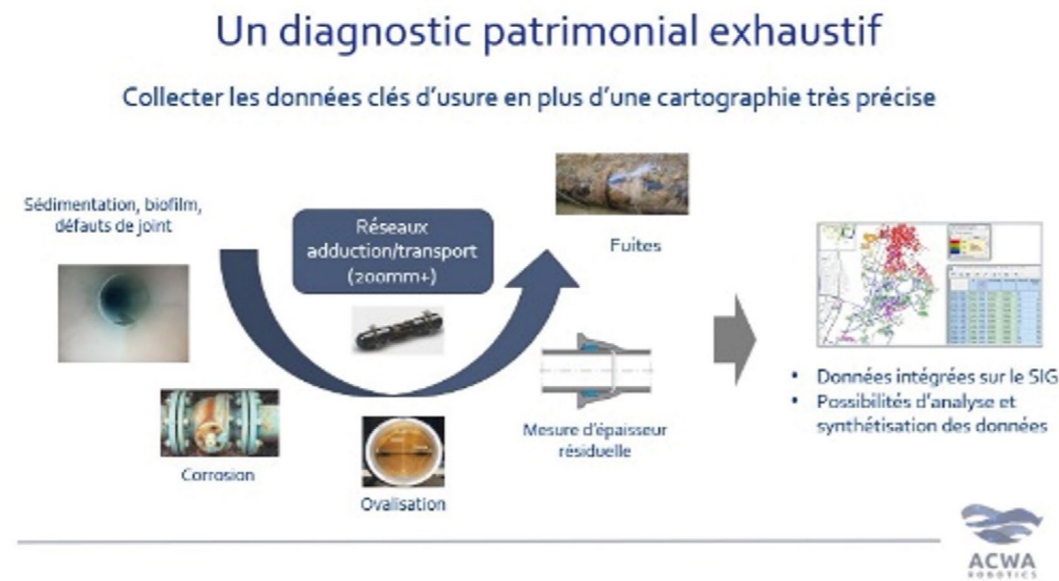 Un diagnostic patrimonial exhaustif
Collecter les données clés d'usure en plus d'une cartographie très précise
Sédimentation, biofilm,
défauts de joint
Réseaux
adduction/transport
(200mm+)
Fuites
Corrosion
Ovalisation
Mesure d'épaisseur
résiduelle
• Données intégrées sur le SIG
• Possibilités d'analyse et
synthétisation des données
ACWA
ROBOTICS